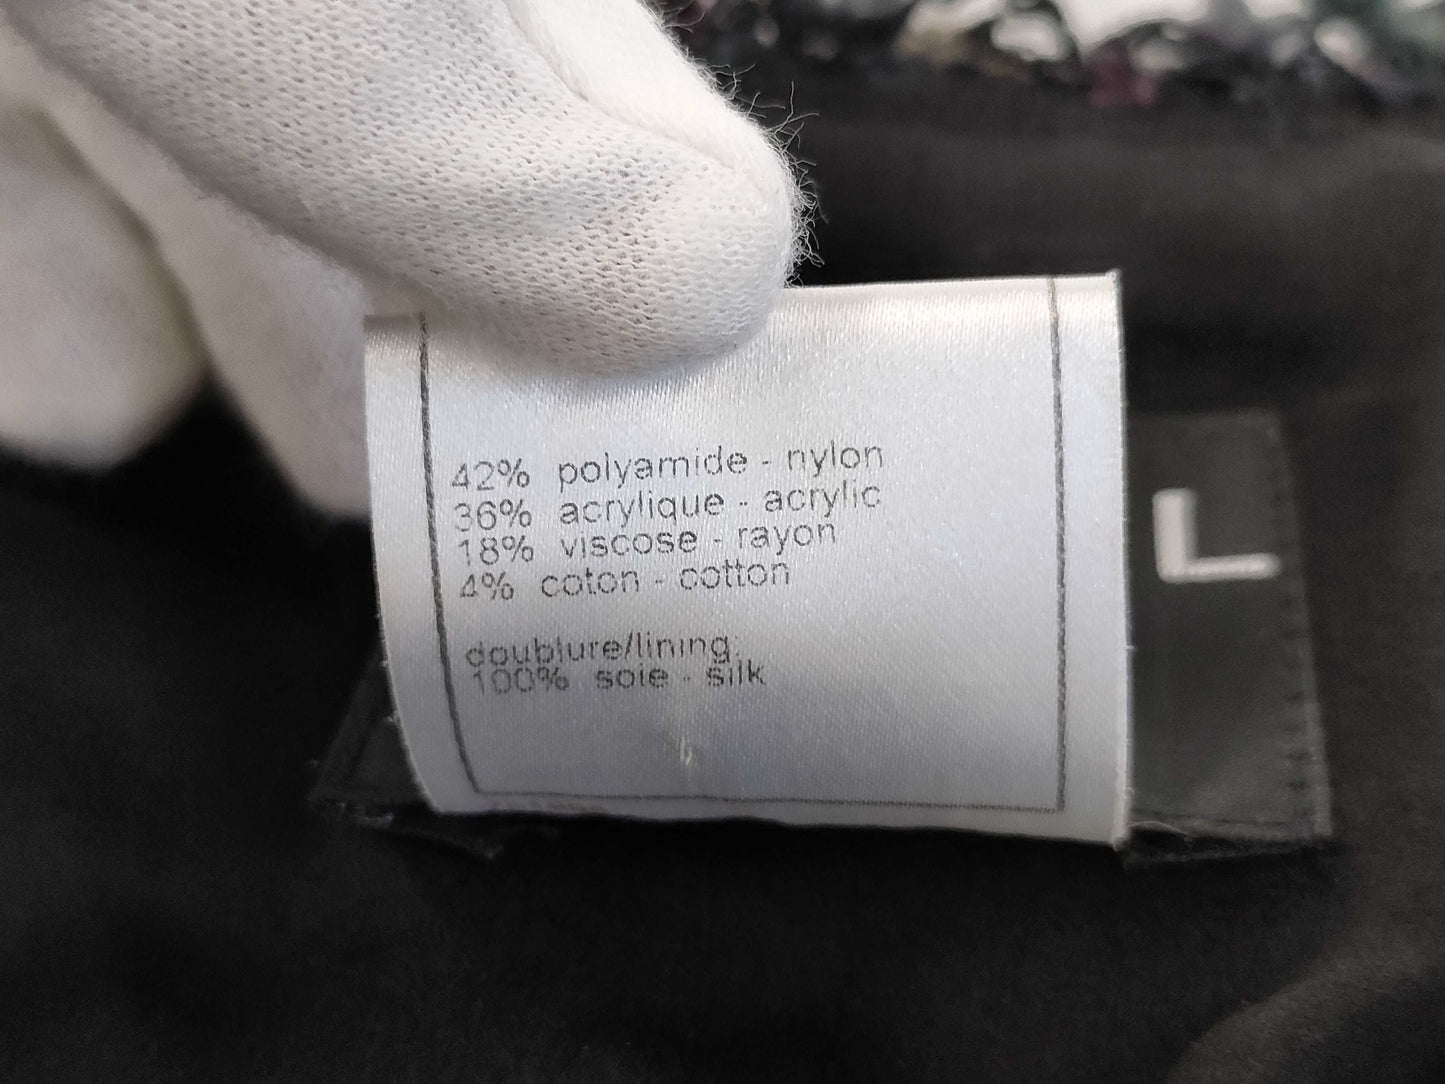 42% polyamide - nylon
36% acrylique - acrylic
18% viscose - rayon
4% coton - cotton
doublure/lining:
100% soie - silk
L